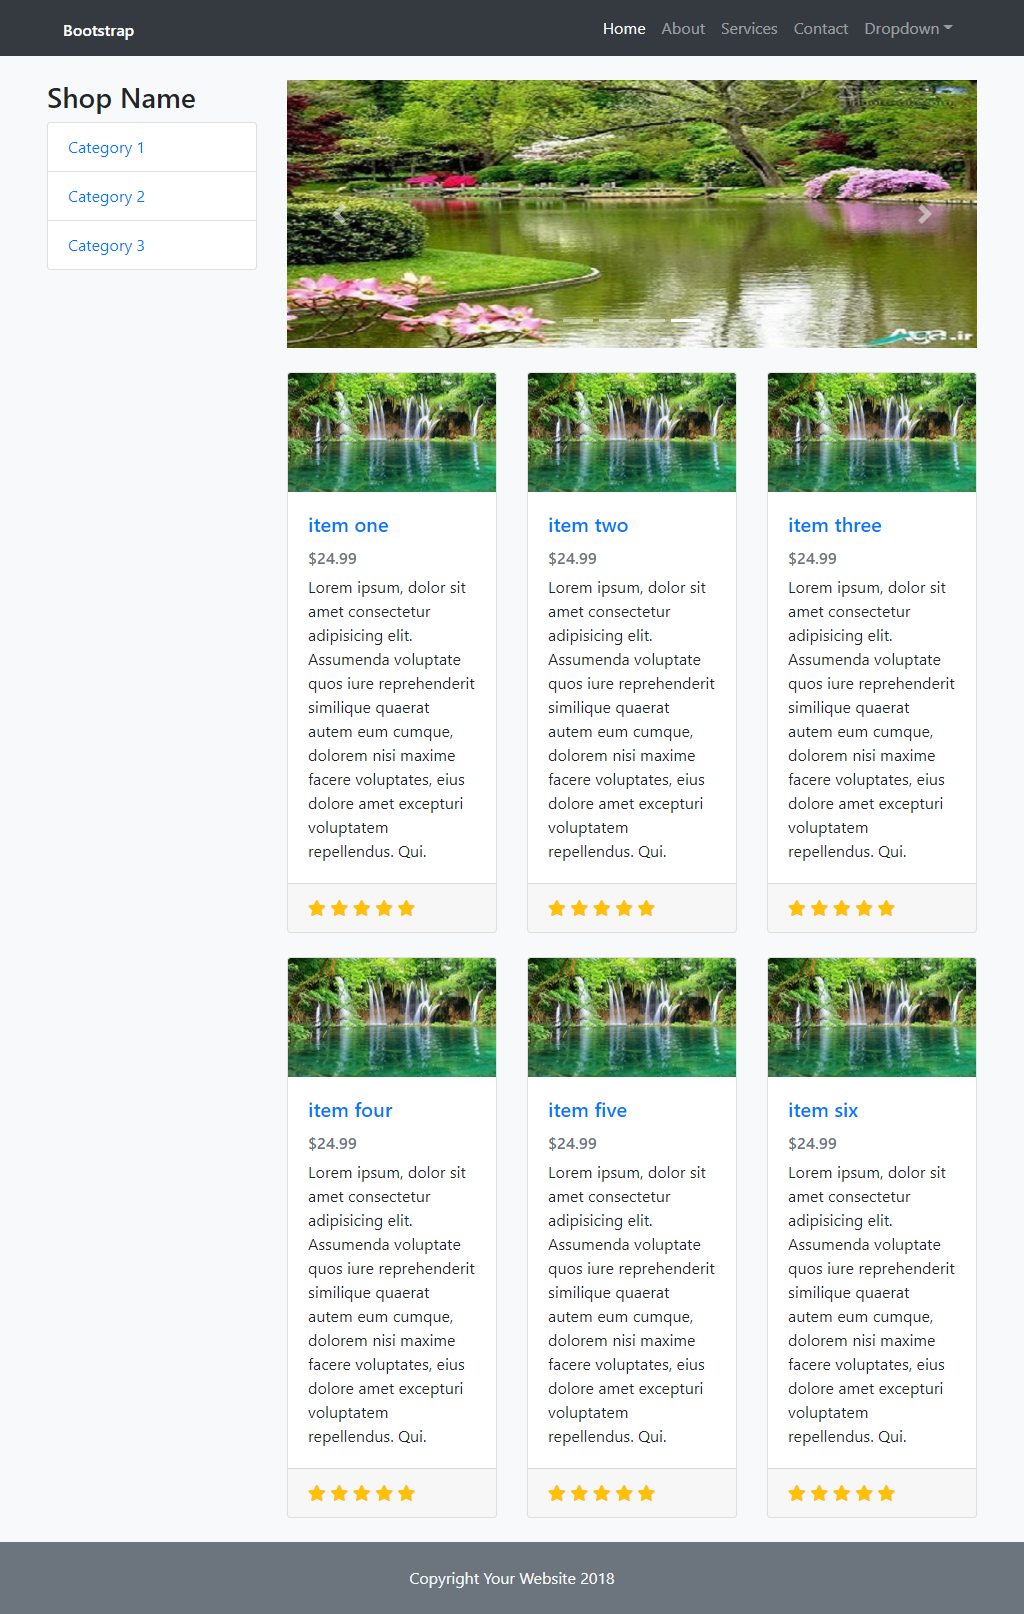 Bootstrap
Home About Services Contact Dropdown
Shop Name
Category 1
Category 2
Category 3
Aga.ir
item one
$24.99
Lorem ipsum, dolor sit
amet consectetur
adipisicing elit.
Assumenda voluptate
quos iure reprehenderit
similique quaerat
autem eum cumque,
dolorem nisi maxime
facere voluptates, eius
dolore amet excepturi
voluptatem
repellendus. Qui.
item two
$24.99
Lorem ipsum, dolor sit
amet consectetur
adipisicing elit.
Assumenda voluptate
quos iure reprehenderit
similique quaerat
autem eum cumque,
dolorem nisi maxime
facere voluptates, eius
dolore amet excepturi
voluptatem
repellendus. Qui.
item three
$24.99
Lorem ipsum, dolor sit
amet consectetur
adipisicing elit.
Assumenda voluptate
quos iure reprehenderit
similique quaerat
autem eum cumque,
dolorem nisi maxime
facere voluptates, eius
dolore amet excepturi
voluptatem
repellendus. Qui.
item four
$24.99
Lorem ipsum, dolor sit
amet consectetur
adipisicing elit.
Assumenda voluptate
quos iure reprehenderit
similique quaerat
autem eum cumque,
dolorem nisi maxime
facere voluptates, eius
dolore amet excepturi
voluptatem
repellendus. Qui.
item five
$24.99
Lorem ipsum, dolor sit
amet consectetur
adipisicing elit.
Assumenda voluptate
quos iure reprehenderit
similique quaerat
autem eum cumque,
dolorem nisi maxime
facere voluptates, eius
dolore amet excepturi
voluptatem
repellendus. Qui.
item six
$24.99
Lorem ipsum, dolor sit
amet consectetur
adipisicing elit.
Assumenda voluptate
quos iure reprehenderit
similique quaerat
autem eum cumque,
dolorem nisi maxime
facere voluptates, eius
dolore amet excepturi
voluptatem
repellendus. Qui.
Copyright Your Website 2018